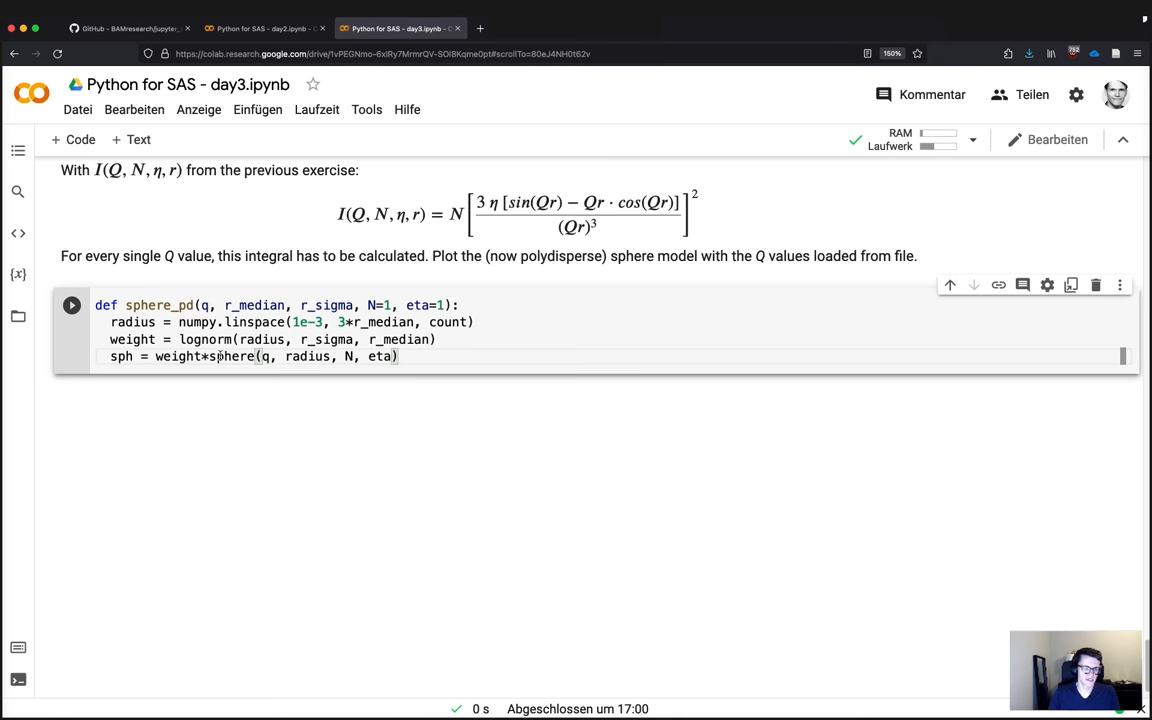 GitHub - BAMresearch/jupyter_
Python for SAS - day2.ipynb - C
Python for SAS - day3.ipynb - C
https://colab.research.google.com/drive/1vPEGNmo-6xIRy7MrmrQV-SOl8Kqme0pt#scrollTo=80eJ4NH0t62v
150%
752
Python for SAS - day3.ipynb
Datei Bearbeiten Anzeige Einfügen Laufzeit Tools Hilfe
Kommentar
Teilen
+ Code + Text
RAM
Laufwerk
Bearbeiten
With I(Q, N, η, r) from the previous exercise:
I(Q, N, η, r) = N [ 3 η [sin(Qr) − Qr · cos(Qr)] / (Qr)³ ]²
For every single Q value, this integral has to be calculated. Plot the (now polydisperse) sphere model with the Q values loaded from file.
def sphere_pd(q, r_median, r_sigma, N=1, eta=1):
radius = numpy.linspace(1e-3, 3*r_median, count)
weight = lognorm(radius, r_sigma, r_median)
sph = weight*sphere(q, radius, N, eta)
0 s Abgeschlossen um 17:00